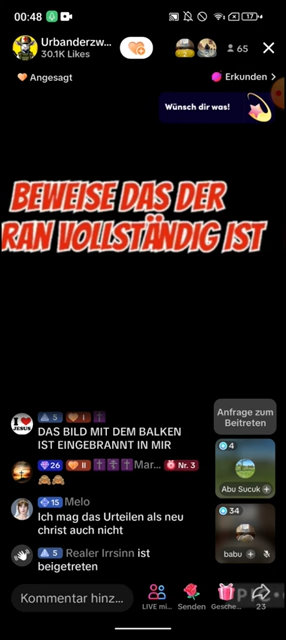 00:48
17
Urbanderzw...
30.1K Likes
65
Angesagt
Erkunden
Wünsch dir was!
BEWEISE DAS DER
RAN VOLLSTÄNDIG IST
I ❤ JESUS
5 I
DAS BILD MIT DEM BALKEN
IST EINGEBRANNT IN MIR
Anfrage zum
Beitreten
26 II Mar... Nr. 3
4
Abu Sucuk +
15 Melo
Ich mag das Urteilen als neu
christ auch nicht
34
babu +
5 Realer Irrsinn ist
beigetreten
Kommentar hinz...
LIVE mi...
Senden
Gesche...
23